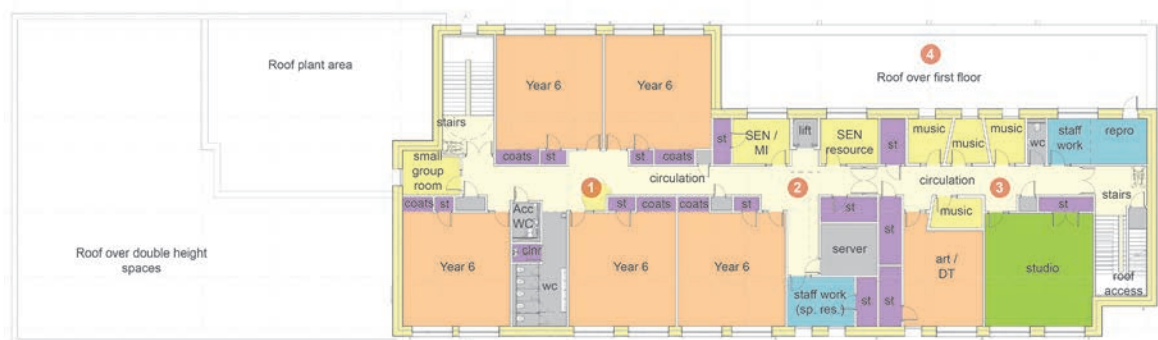 4
Roof plant area
Roof over first floor
Year 6
Year 6
stairs
SEN /
MI
lift
SEN
resource
st
music
music
music
wc
staff
work
repro
st
small
group
room
coats
st
st
coats
circulation
1
2
circulation
3
stairs
coats
st
Acc
WC
st
coats
coats
st
st
music
st
clnr
wc
st
server
Roof over double height
spaces
Year 6
Year 6
Year 6
art /
DT
studio
roof
access
staff work
(sp. res.)
st
st